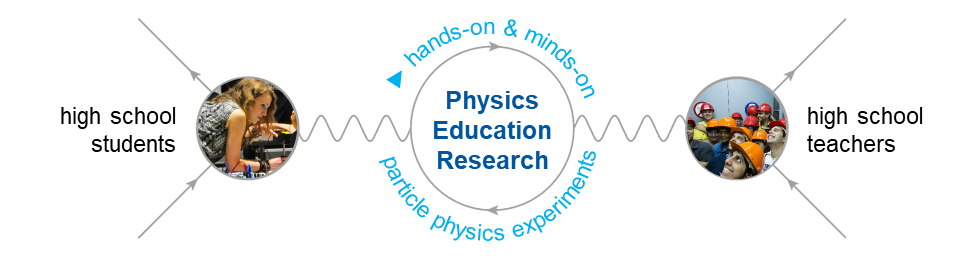 hands-on & minds-on
high school
students
Physics
Education
Research
high school
teachers
particle physics experiments